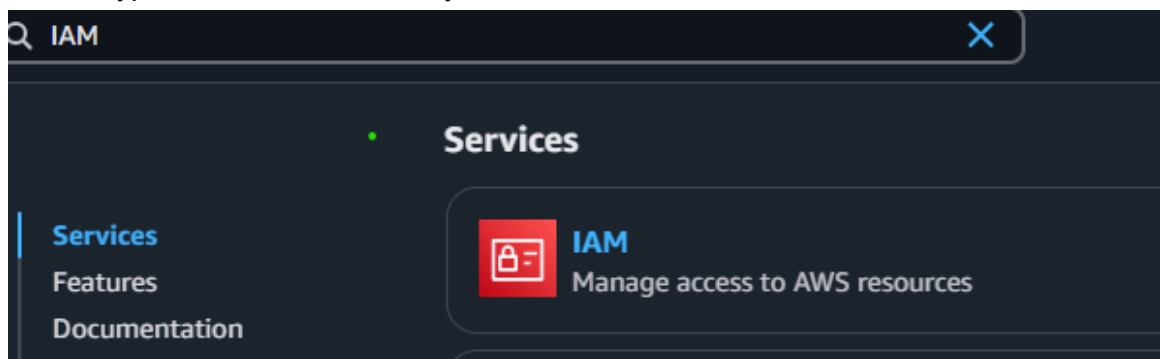 IAM
Services
Services
Features
Documentation
IAM
Manage access to AWS resources